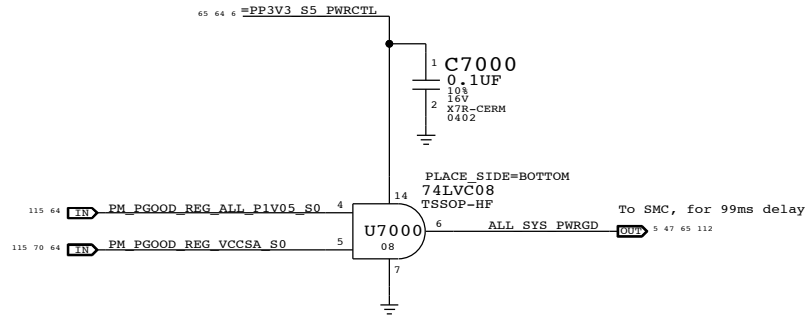 65 64 6 =PP3V3_S5_PWRCTL
1 C7000
0.1UF
10%
16V
2 X7R-CERM
0402
PLACE_SIDE=BOTTOM
14 74LVC08
TSSOP-HF
115 64 IN PM_PGOOD_REG_ALL_P1V05_S0 4
To SMC, for 99ms delay
U7000 6 ALL_SYS_PWRGD OUT 5 47 65 112
08
115 70 64 IN PM_PGOOD_REG_VCCSA_S0 5
7